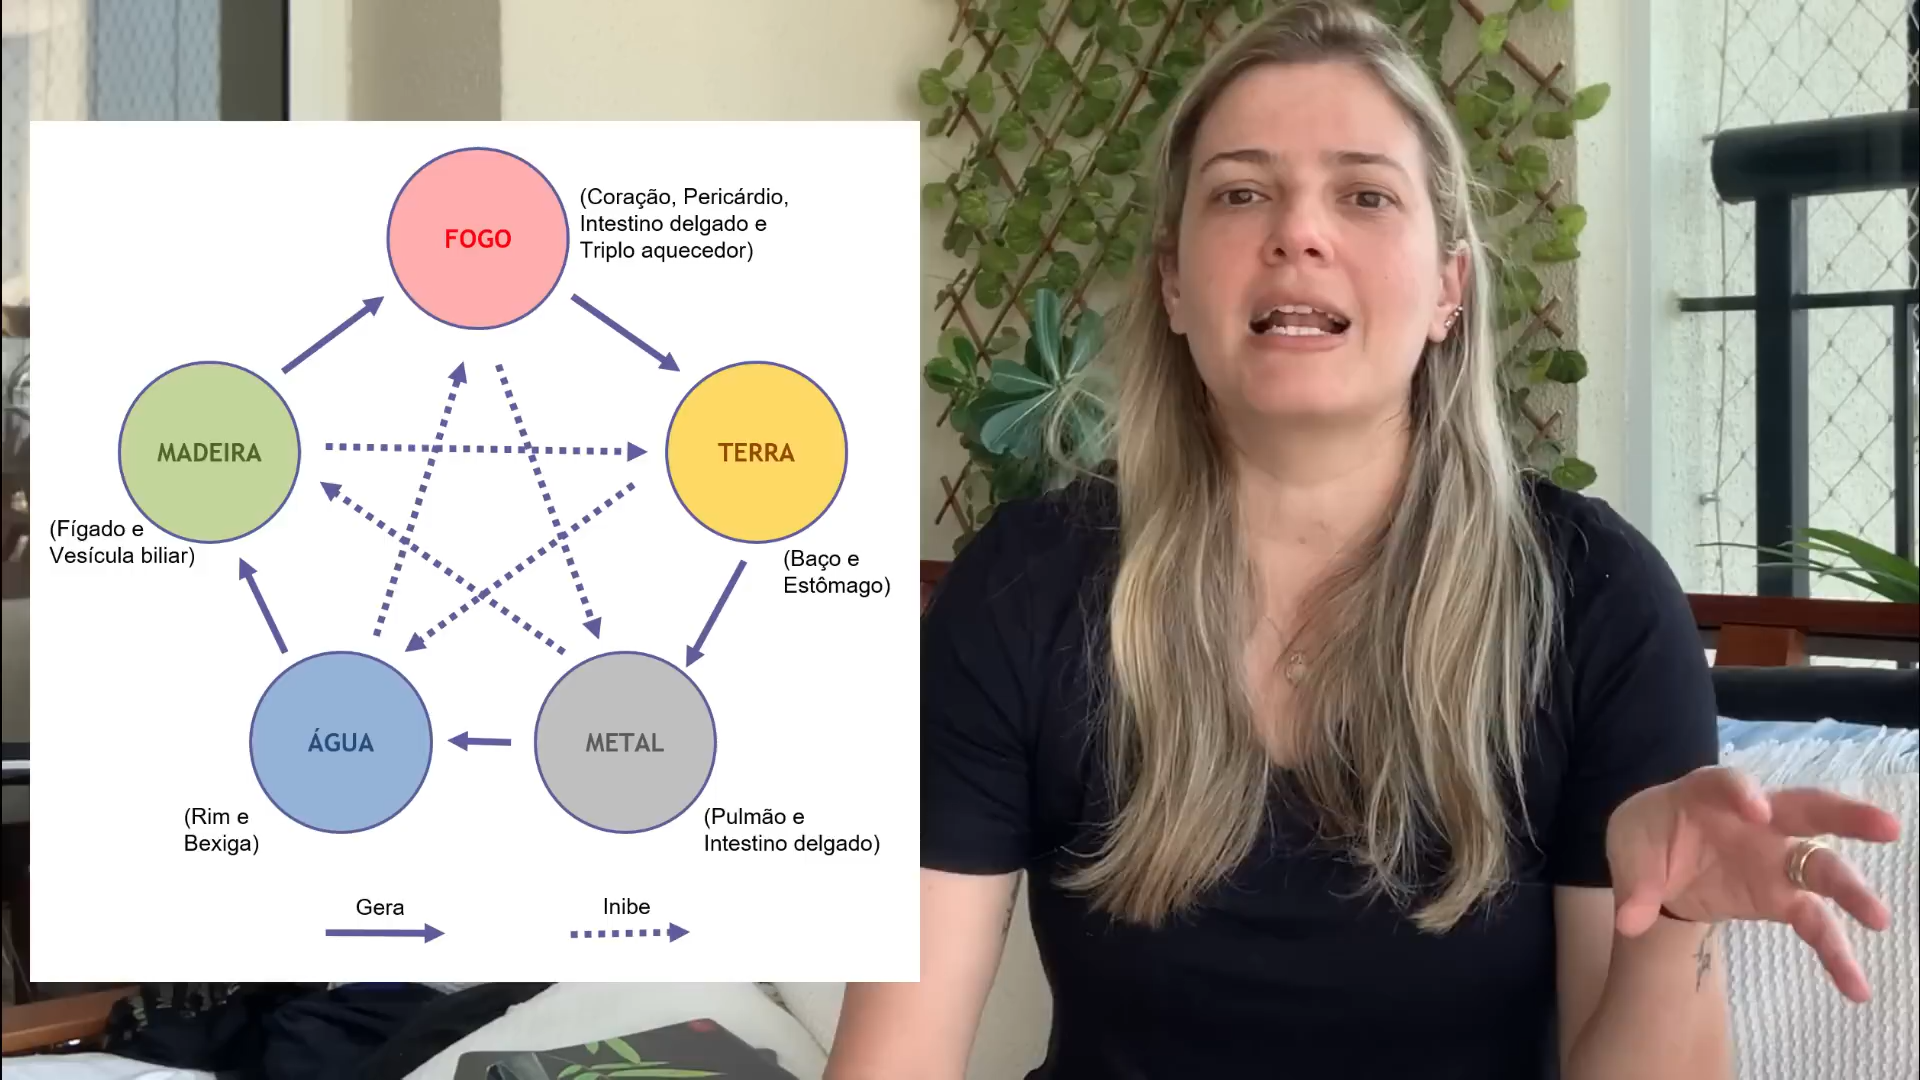 FOGO
(Coração, Pericárdio,
Intestino delgado e
Triplo aquecedor)
MADEIRA
TERRA
(Fígado e
Vesícula biliar)
(Baço e
Estômago)
ÁGUA
METAL
(Rim e
Bexiga)
(Pulmão e
Intestino delgado)
Gera
Inibe